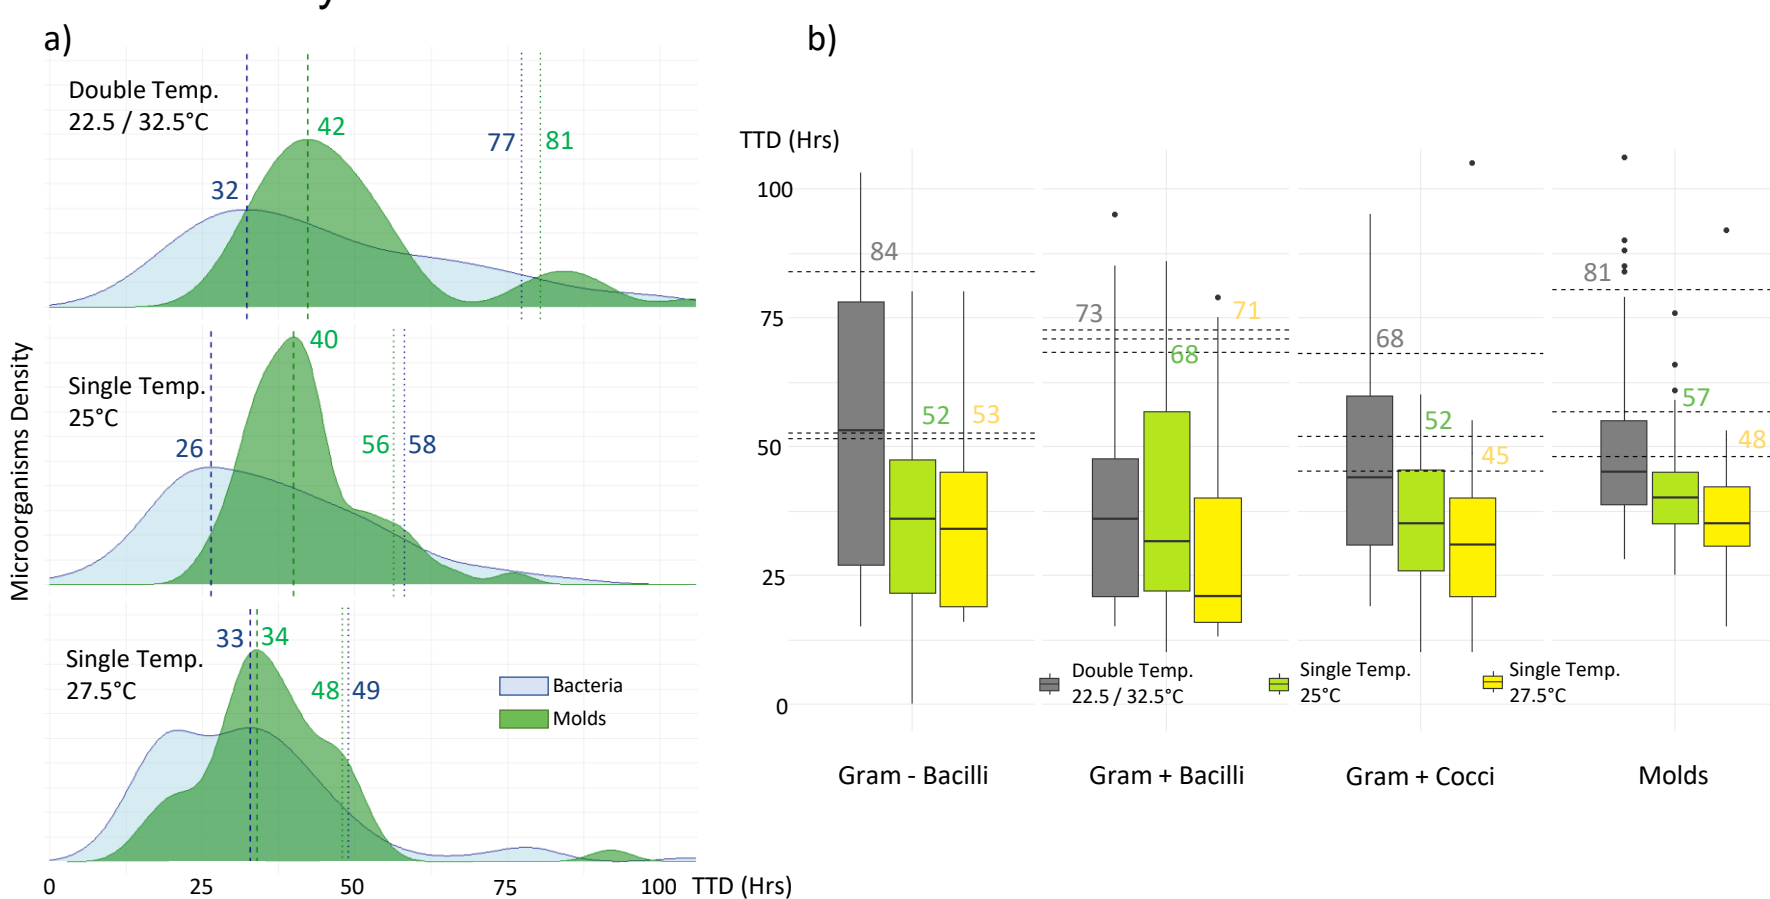 a)
Double Temp.
22.5 / 32.5°C
32
42
77
81
Single Temp.
25°C
26
40
56
58
Single Temp.
27.5°C
33
34
48
49
Bacteria
Molds
Microorganisms Density
0 25 50 75 100 TTD (Hrs)
b)
TTD (Hrs)
100
75
50
25
0
84
52
53
73
68
71
68
52
45
81
57
48
Double Temp.
22.5 / 32.5°C
Single Temp.
25°C
Single Temp.
27.5°C
Gram - Bacilli
Gram + Bacilli
Gram + Cocci
Molds